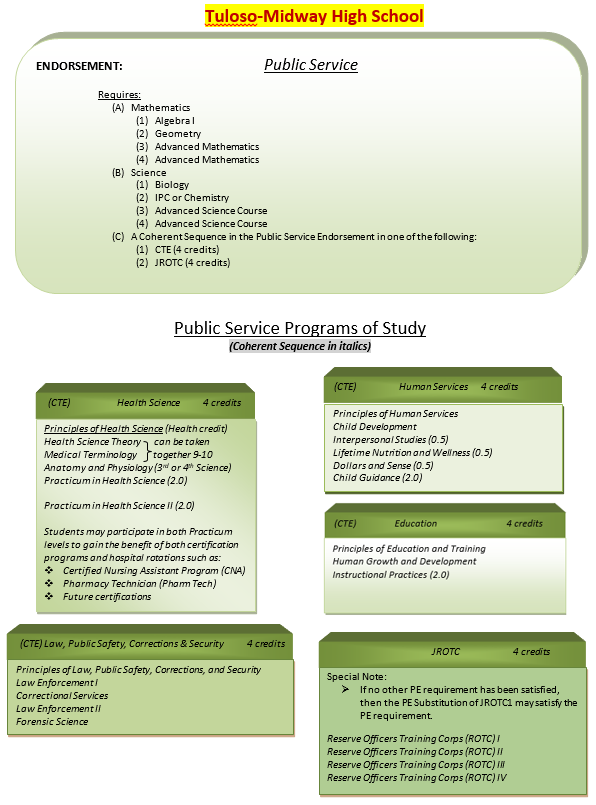 Tuloso-Midway High School
ENDORSEMENT: Public Service
Requires:
(A) Mathematics
(1) Algebra I
(2) Geometry
(3) Advanced Mathematics
(4) Advanced Mathematics
(B) Science
(1) Biology
(2) IPC or Chemistry
(3) Advanced Science Course
(4) Advanced Science Course
(C) A Coherent Sequence in the Public Service Endorsement in one of the following:
(1) CTE (4 credits)
(2) JROTC (4 credits)
Public Service Programs of Study
(Coherent Sequence in italics)
(CTE) Health Science 4 credits
Principles of Health Science (Health credit)
Health Science Theory } can be taken
Medical Terminology } together 9-10
Anatomy and Physiology (3rd or 4th Science)
Practicum in Health Science (2.0)
Practicum in Health Science II (2.0)
Students may participate in both Practicum
levels to gain the benefit of both certification
programs and hospital rotations such as:
❖ Certified Nursing Assistant Program (CNA)
❖ Pharmacy Technician (Pharm Tech)
❖ Future certifications
(CTE) Human Services 4 credits
Principles of Human Services
Child Development
Interpersonal Studies (0.5)
Lifetime Nutrition and Wellness (0.5)
Dollars and Sense (0.5)
Child Guidance (2.0)
(CTE) Education 4 credits
Principles of Education and Training
Human Growth and Development
Instructional Practices (2.0)
(CTE) Law, Public Safety, Corrections & Security 4 credits
Principles of Law, Public Safety, Corrections, and Security
Law Enforcement I
Correctional Services
Law Enforcement II
Forensic Science
JROTC 4 credits
Special Note:
➢ If no other PE requirement has been satisfied,
then the PE Substitution of JROTC1 may satisfy the
PE requirement.
Reserve Officers Training Corps (ROTC) I
Reserve Officers Training Corps (ROTC) II
Reserve Officers Training Corps (ROTC) III
Reserve Officers Training Corps (ROTC) IV